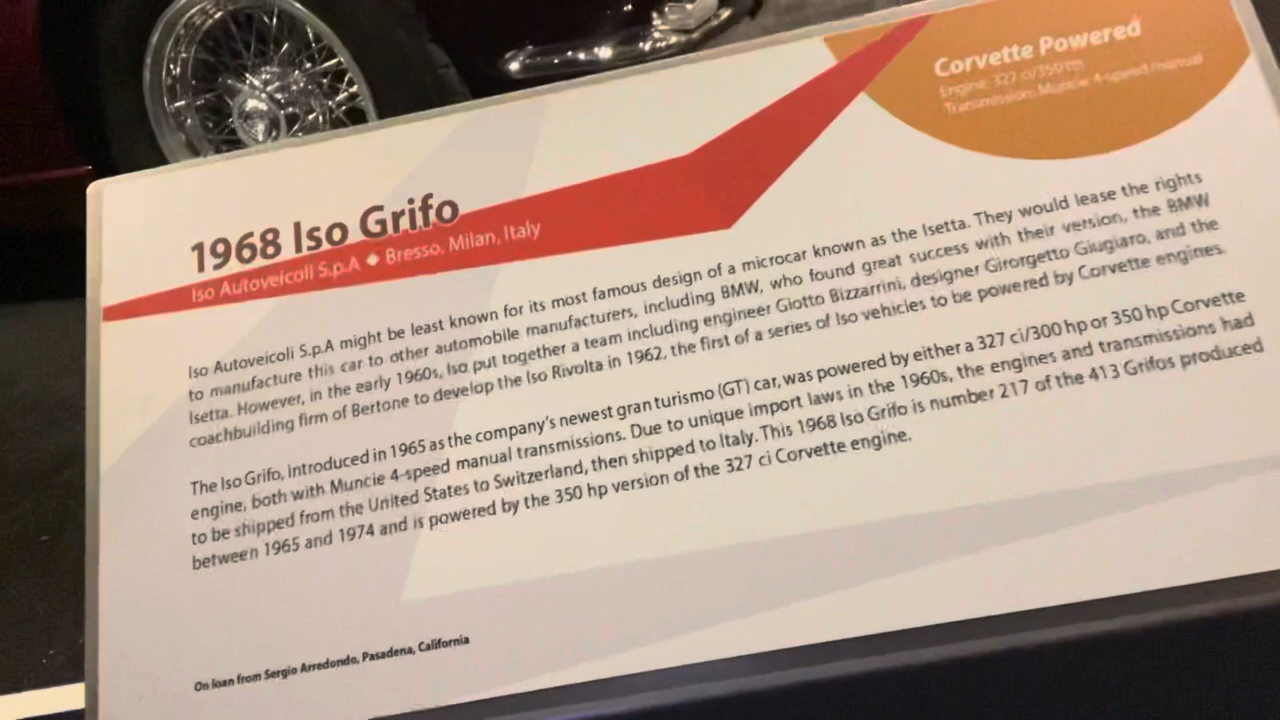 Corvette Powered
Engine: 327 ci/350 hp
Transmission: Muncie 4-speed manual
1968 Iso Grifo
Iso Autoveicoli S.p.A ◆ Bresso, Milan, Italy
Iso Autoveicoli S.p.A might be least known for its most famous design of a microcar known as the Isetta. They would lease the rights
to manufacture this car to other automobile manufacturers, including BMW, who found great success with their version, the BMW
Isetta. However, in the early 1960s, Iso put together a team including engineer Giotto Bizzarrini, designer Girorgetto Giugiaro, and the
coachbuilding firm of Bertone to develop the Iso Rivolta in 1962, the first of a series of Iso vehicles to be powered by Corvette engines.
The Iso Grifo, introduced in 1965 as the company's newest gran turismo (GT) car, was powered by either a 327 ci/300 hp or 350 hp Corvette
engine, both with Muncie 4-speed manual transmissions. Due to unique import laws in the 1960s, the engines and transmissions had
to be shipped from the United States to Switzerland, then shipped to Italy. This 1968 Iso Grifo is number 217 of the 413 Grifos produced
between 1965 and 1974 and is powered by the 350 hp version of the 327 ci Corvette engine.
On loan from Sergio Arredondo, Pasadena, California